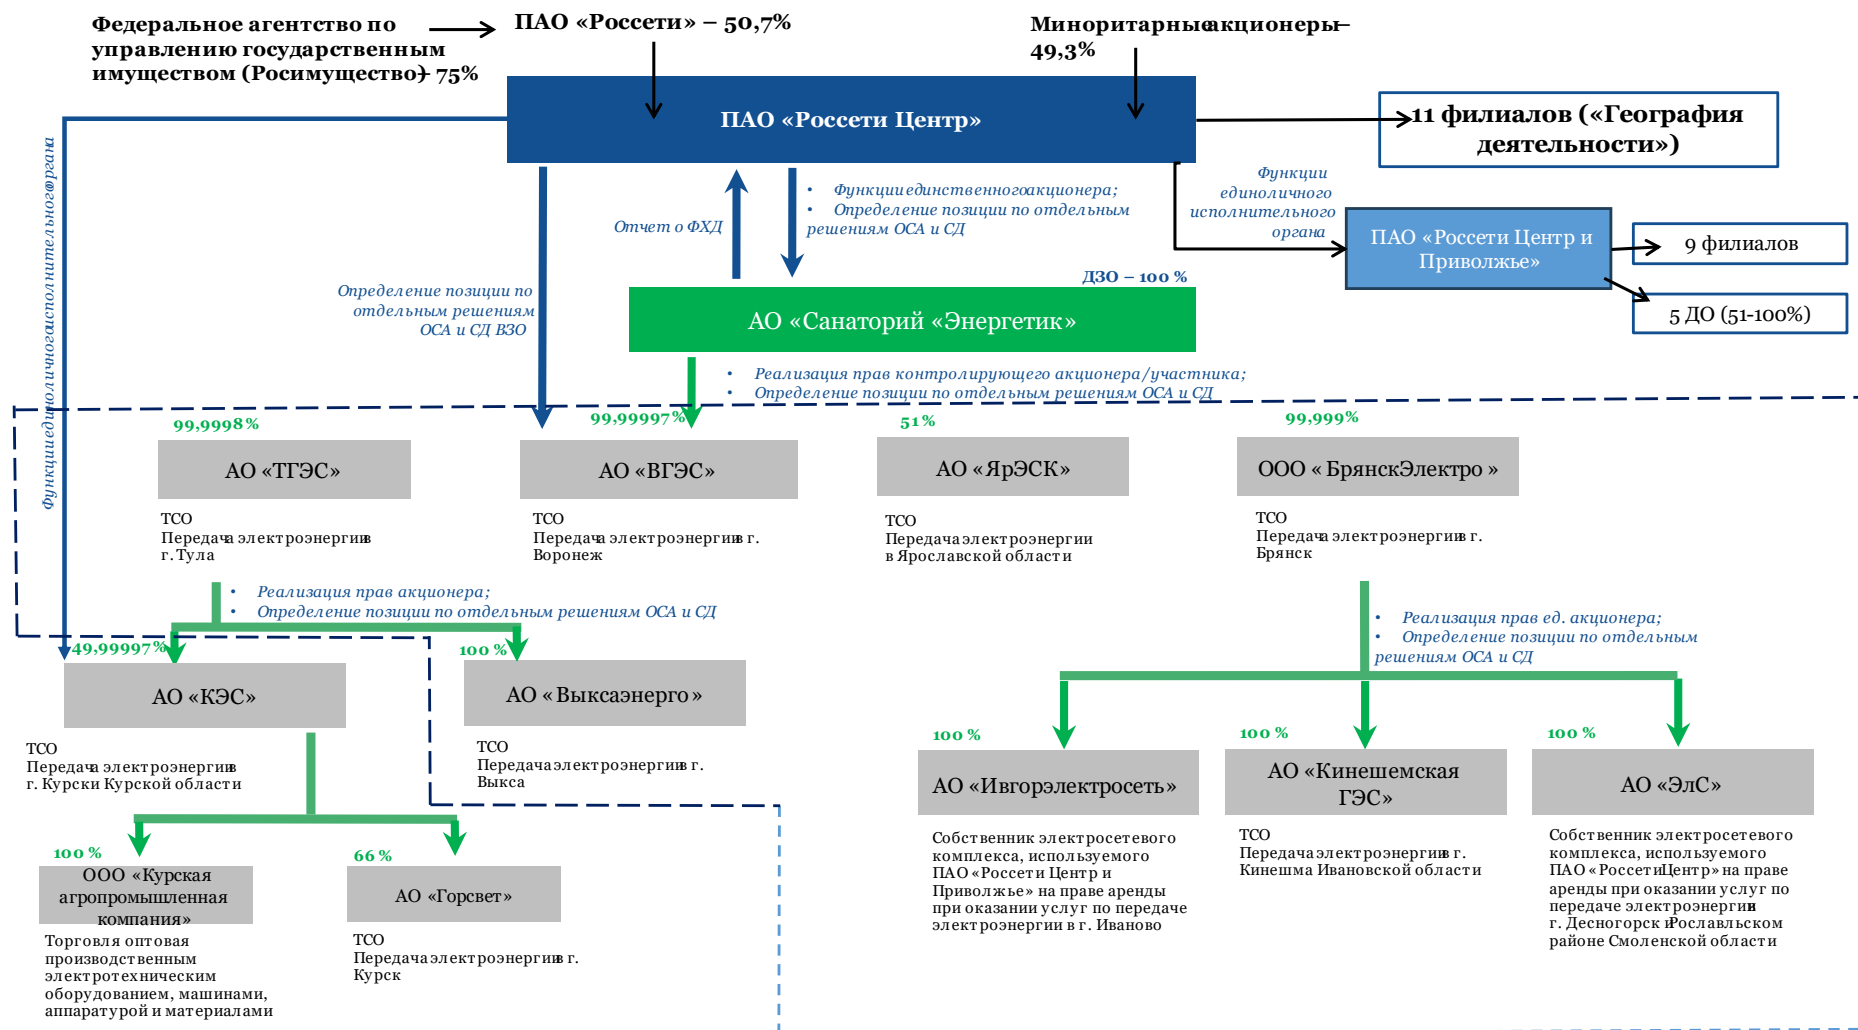 Федеральное агентство по
управлению государственным
имуществом (Росимущество) – 75%
ПАО «Россети» – 50,7%
Миноритарные акционеры –
49,3%
ПАО «Россети Центр»
11 филиалов («География
деятельности»)
Функции единоличного исполнительного органа
• Функции единственного акционера;
• Определение позиции по отдельным
решениям ОСА и СД
Отчет о ФХД
Функции
единоличного
исполнительного
органа
ПАО «Россети Центр и
Приволжье»
9 филиалов
5 ДО (51-100%)
ДЗО – 100 %
Определение позиции по
отдельным решениям
ОСА и СД ВЗО
АО «Санаторий «Энергетик»
• Реализация прав контролирующего акционера/участника;
• Определение позиции по отдельным решениям ОСА и СД
99,9998%
АО «ТГЭС»
ТСО
Передача электроэнергии в
г. Тула
99,99997%
АО «ВГЭС»
ТСО
Передача электроэнергии в г.
Воронеж
51%
АО «ЯрЭСК»
ТСО
Передача электроэнергии
в Ярославской области
99,999%
ООО «БрянскЭлектро»
ТСО
Передача электроэнергии в г.
Брянск
• Реализация прав акционера;
• Определение позиции по отдельным решениям ОСА и СД
• Реализация прав ед. акционера;
• Определение позиции по отдельным
решениям ОСА и СД
49,99997%
АО «КЭС»
ТСО
Передача электроэнергии в
г. Курск и Курской области
100 %
АО «Выксаэнерго»
ТСО
Передача электроэнергии в г.
Выкса
100 %
АО «Ивгорэлектросеть»
Собственник электросетевого
комплекса, используемого
ПАО «Россети Центр и
Приволжье» на праве аренды
при оказании услуг по передаче
электроэнергии в г. Иваново
100 %
АО «Кинешемская
ГЭС»
ТСО
Передача электроэнергии в г.
Кинешма Ивановской области
100 %
АО «ЭлС»
Собственник электросетевого
комплекса, используемого
ПАО «Россети Центр» на праве
аренды при оказании услуг по
передаче электроэнергии в
г. Десногорск и Рославльском
районе Смоленской области
100 %
ООО «Курская
агропромышленная
компания»
Торговля оптовая
производственным
электротехническим
оборудованием, машинами,
аппаратурой и материалами
66 %
АО «Горсвет»
ТСО
Передача электроэнергии в г.
Курск